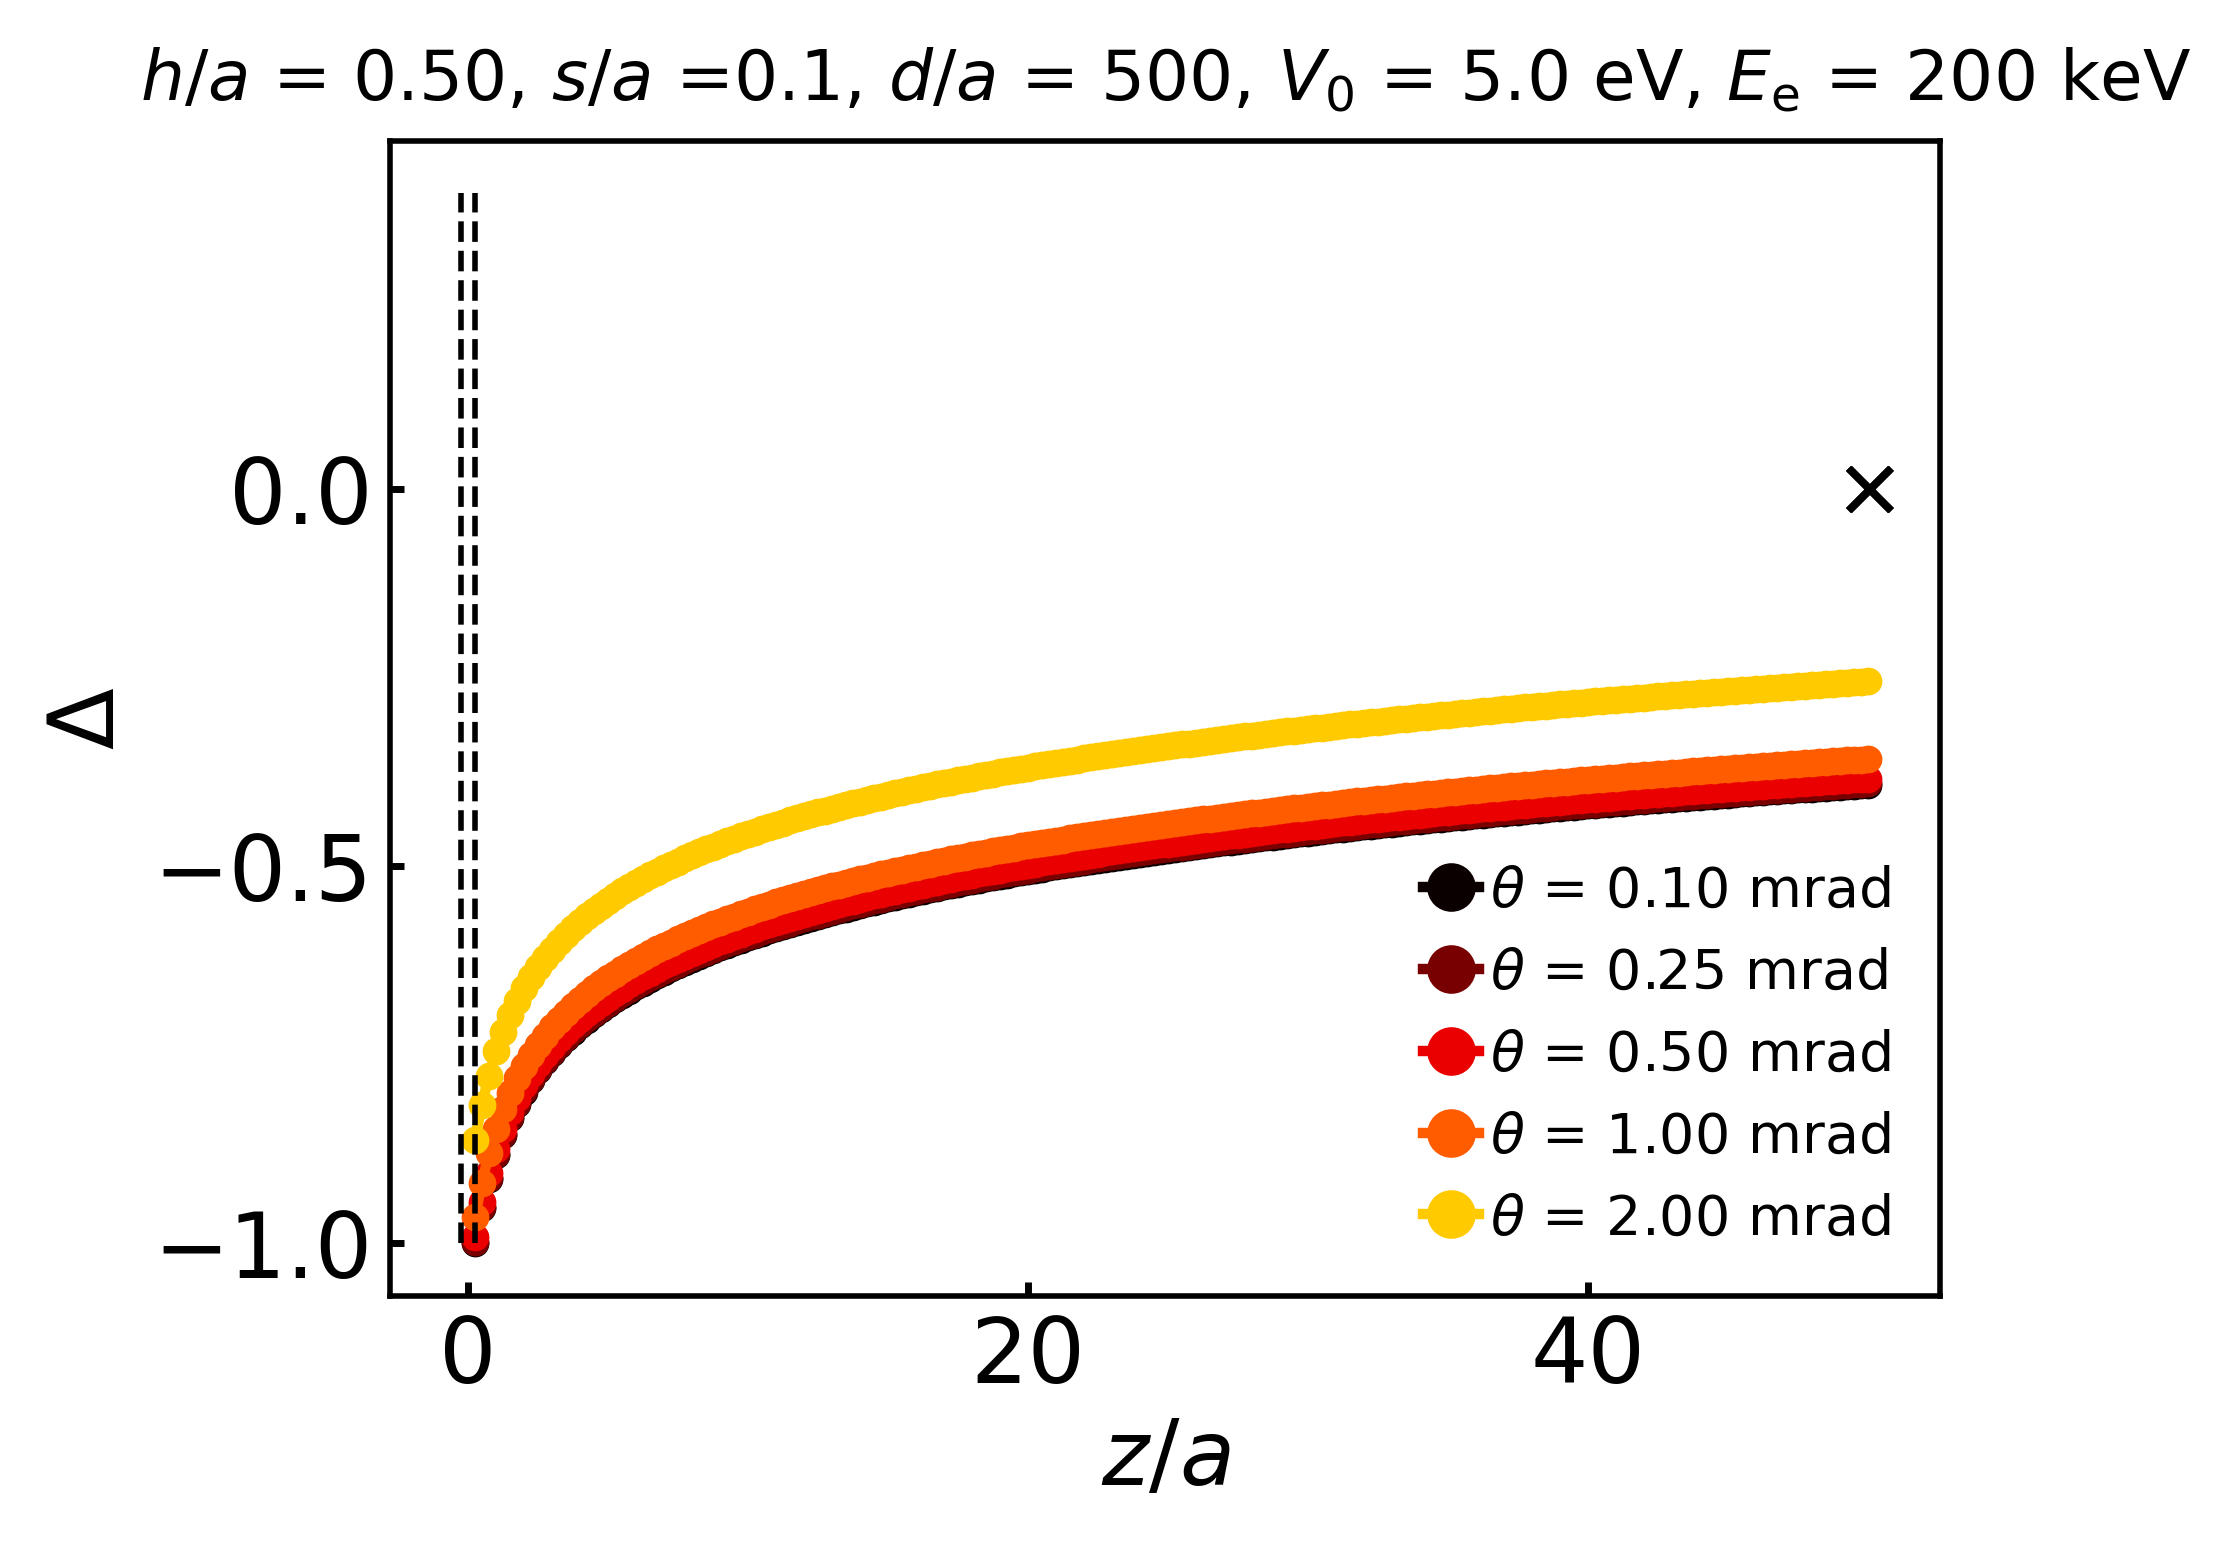 h/a = 0.50, s/a =0.1, d/a = 500, V₀ = 5.0 eV, Eₑ = 200 keV
Δ
0.0
−0.5
−1.0
θ = 0.10 mrad
θ = 0.25 mrad
θ = 0.50 mrad
θ = 1.00 mrad
θ = 2.00 mrad
0 20 40
z/a